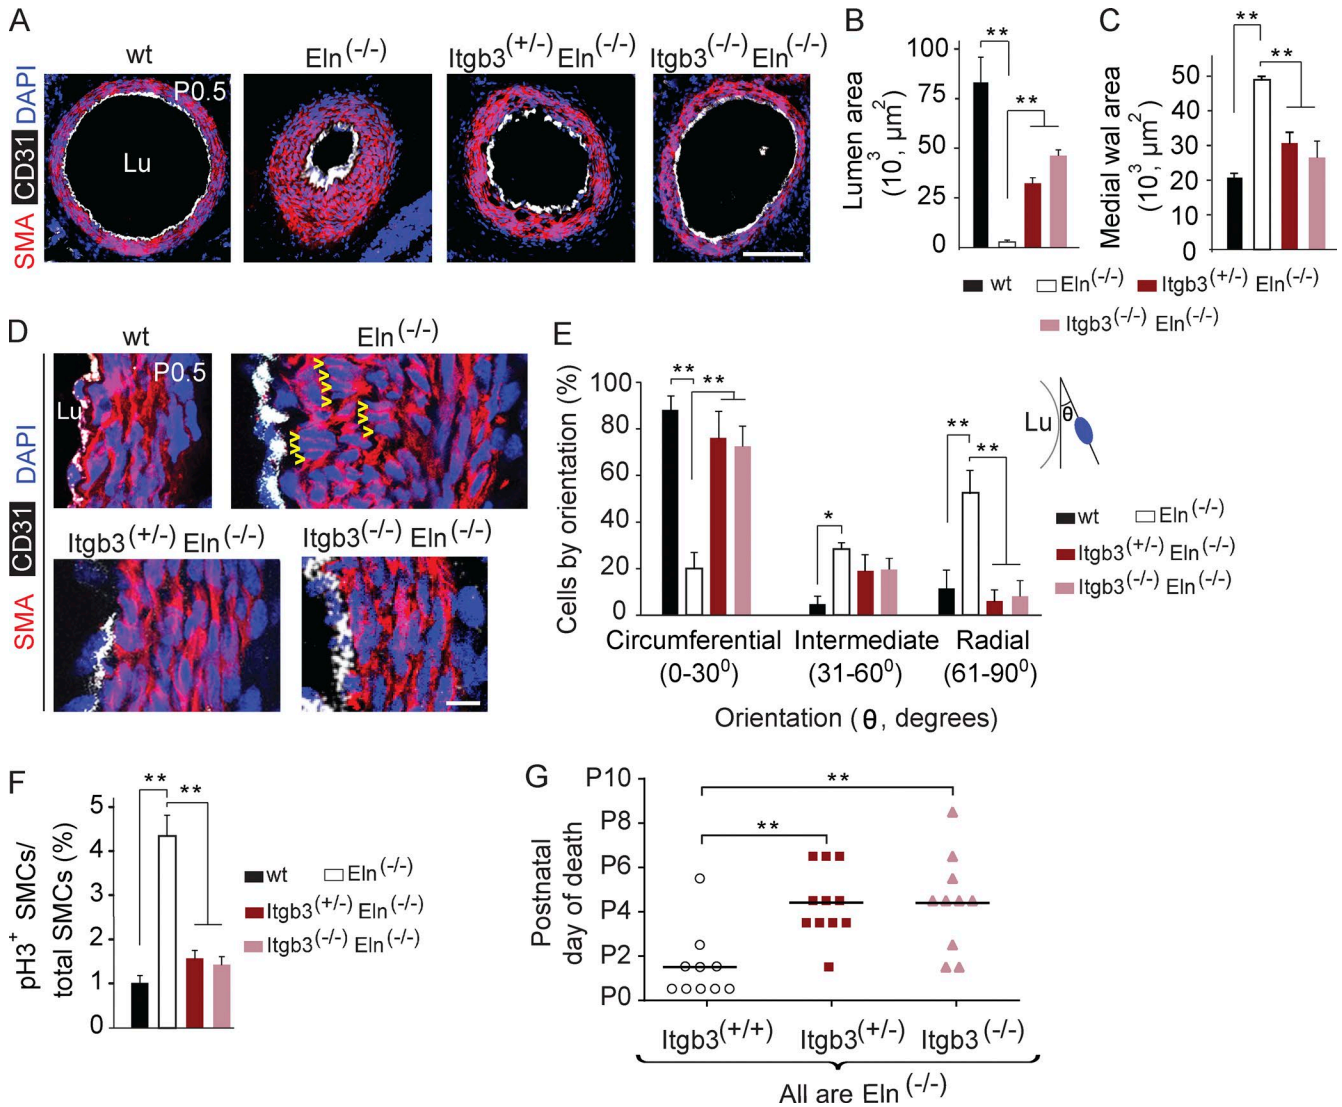 A
wt
Eln(-/-)
Itgb3(+/-)Eln(-/-)
Itgb3(-/-)Eln(-/-)
SMA CD31 DAPI
P0.5
Lu
B
**
**
Lumen area
(10³, µm²)
100
75
50
25
0
C
**
**
Medial wal area
(10³, µm²)
50
40
30
20
10
0
wt
Eln(-/-)
Itgb3(+/-) Eln(-/-)
Itgb3(-/-) Eln(-/-)
D
wt
Eln(-/-)
SMA CD31 DAPI
P0.5
Lu
Itgb3(+/-) Eln(-/-)
Itgb3(-/-) Eln(-/-)
E
Cells by orientation (%)
100
80
60
40
20
0
** **
*
**
**
Lu
θ
wt
Eln(-/-)
Itgb3(+/-) Eln(-/-)
Itgb3(-/-) Eln(-/-)
Circumferential Intermediate Radial
(0-30⁰) (31-60⁰) (61-90⁰)
Orientation (θ, degrees)
F
**
**
pH3⁺ SMCs/
total SMCs (%)
5
4
3
2
1
0
wt
Eln(-/-)
Itgb3(+/-) Eln(-/-)
Itgb3(-/-) Eln(-/-)
G
**
**
Postnatal
day of death
P10
P8
P6
P4
P2
P0
Itgb3(+/+) Itgb3(+/-) Itgb3(-/-)
All are Eln(-/-)